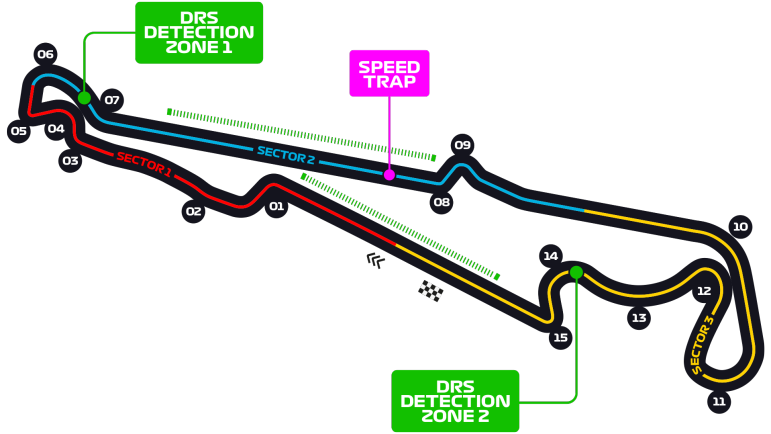 DRS
DETECTION
ZONE 1
06
SPEED
TRAP
07
05
04
03
SECTOR 1
SECTOR 2
09
08
02
01
10
14
12
13
15
SECTOR 3
11
DRS
DETECTION
ZONE 2